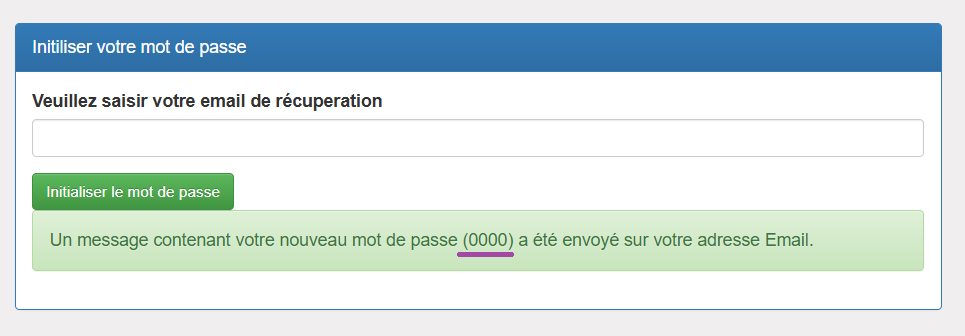 Initiliser votre mot de passe
Veuillez saisir votre email de récuperation
Initialiser le mot de passe
Un message contenant votre nouveau mot de passe (0000) a été envoyé sur votre adresse Email.